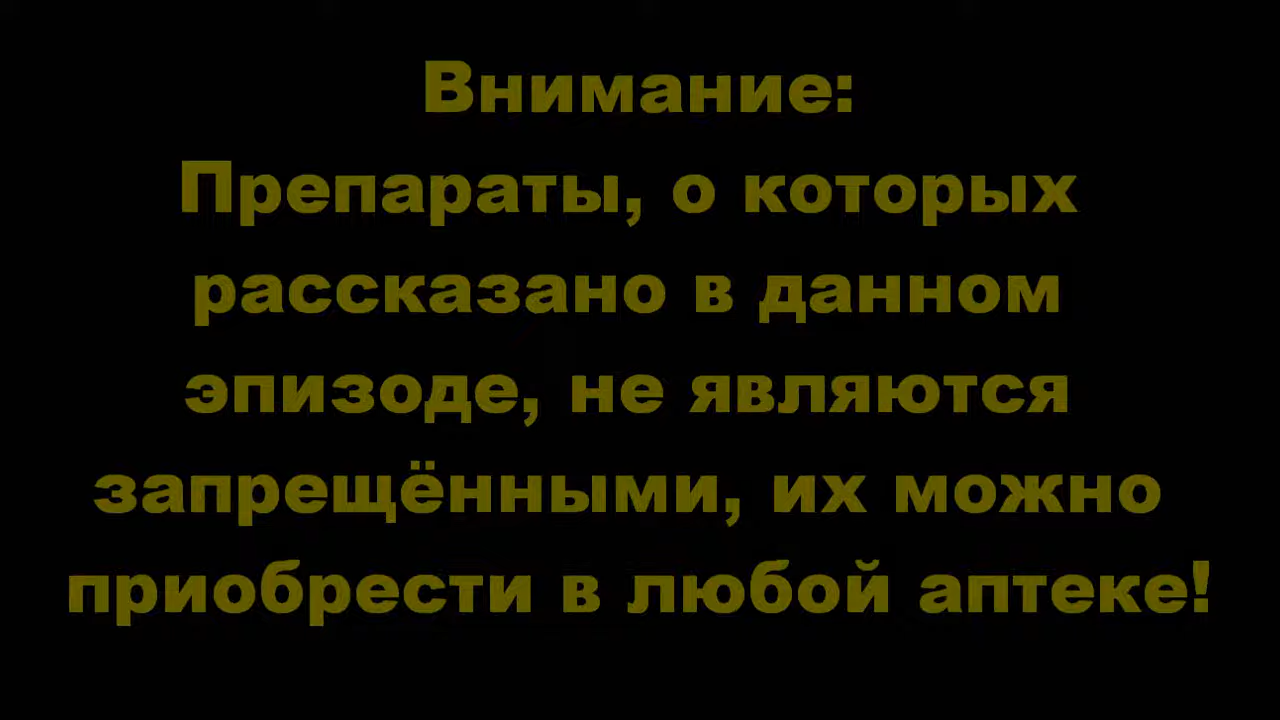 Внимание:
Препараты, о которых
рассказано в данном
эпизоде, не являются
запрещёнными, их можно
приобрести в любой аптеке!